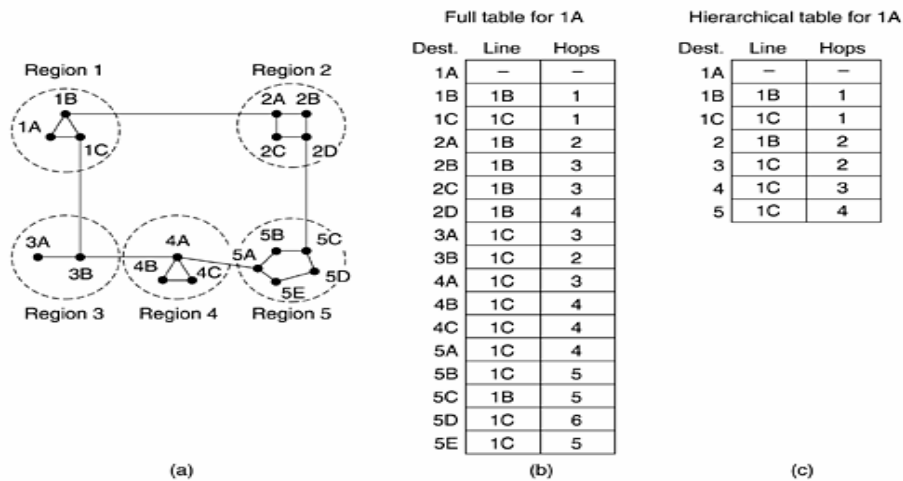 Full table for 1A
Hierarchical table for 1A
Dest. Line Hops
Dest. Line Hops
Region 1
Region 2
1B
2A 2B
1A
1C
2C 2D
3A
3B
4A
4B 4C
5B 5C
5A
5D
5E
Region 3
Region 4
Region 5
1A – –
1B 1B 1
1C 1C 1
2A 1B 2
2B 1B 3
2C 1B 3
2D 1B 4
3A 1C 3
3B 1C 2
4A 1C 3
4B 1C 4
4C 1C 4
5A 1C 4
5B 1C 5
5C 1B 5
5D 1C 6
5E 1C 5
1A – –
1B 1B 1
1C 1C 1
2 1B 2
3 1C 2
4 1C 3
5 1C 4
(a)
(b)
(c)